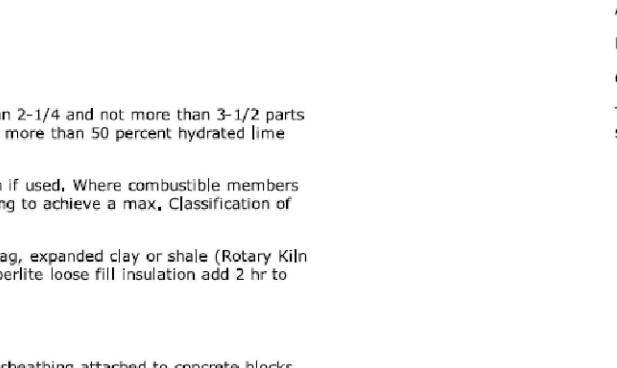 n 2-1/4 and not more than 3-1/2 parts
more than 50 percent hydrated lime
if used. Where combustible members
ng to achieve a max. Classification of
ag, expanded clay or shale (Rotary Kiln
perlite loose fill insulation add 2 hr to
sheathing attached to concrete blocks